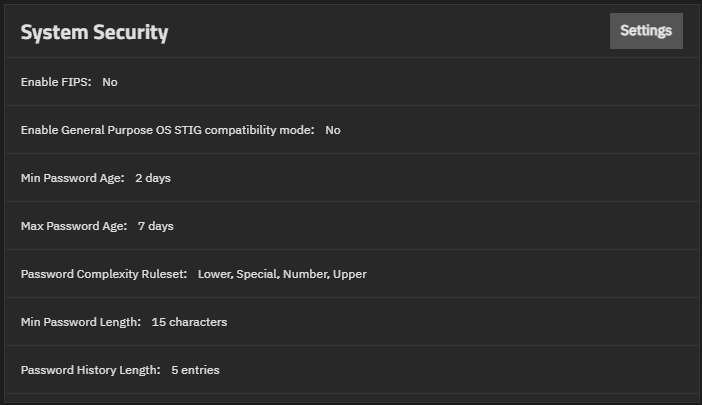 System Security
Settings
Enable FIPS: No
Enable General Purpose OS STIG compatibility mode: No
Min Password Age: 2 days
Max Password Age: 7 days
Password Complexity Ruleset: Lower, Special, Number, Upper
Min Password Length: 15 characters
Password History Length: 5 entries